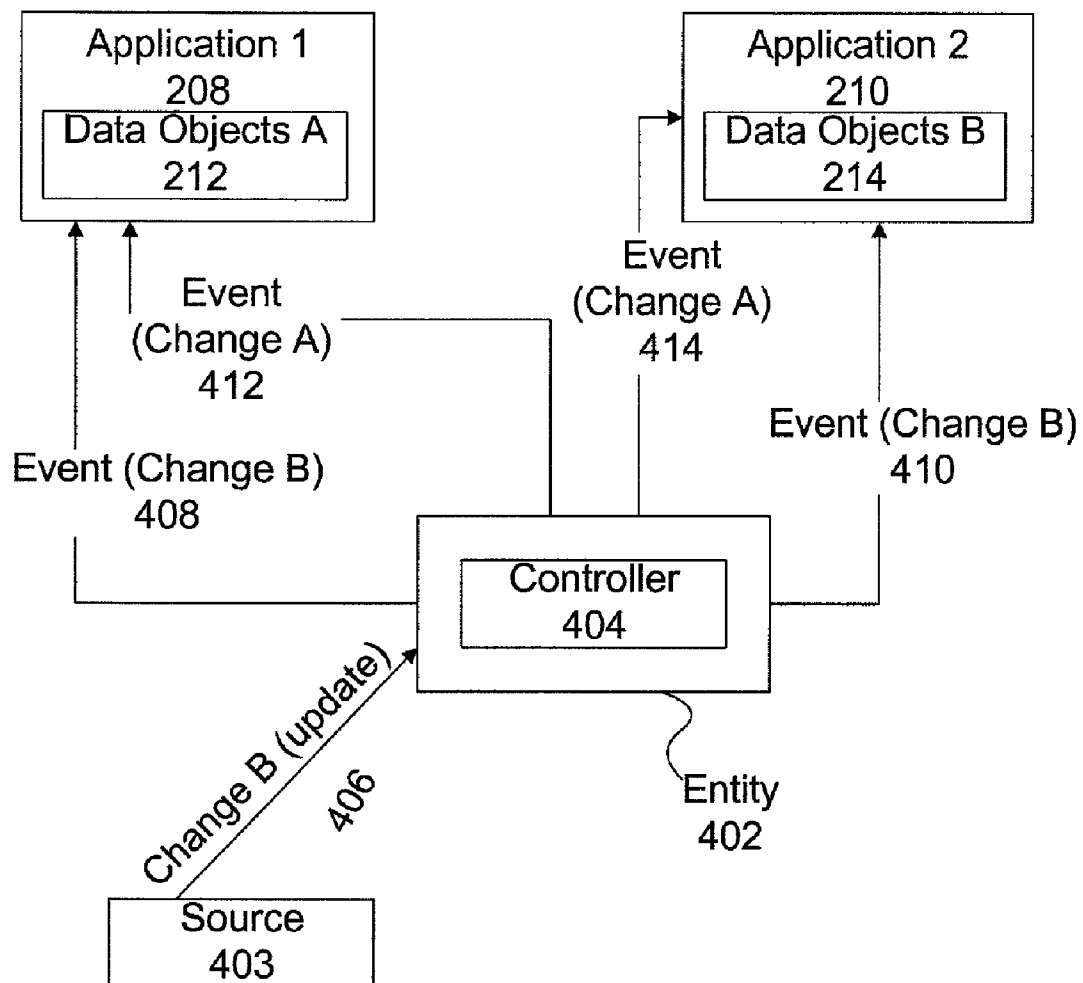 Application 1
208
Data Objects A
212
Application 2
210
Data Objects B
214
Event
(Change A)
412
Event
(Change A)
414
Event (Change B)
408
Event (Change B)
410
Controller
404
Change B (update)
406
Entity
402
Source
403